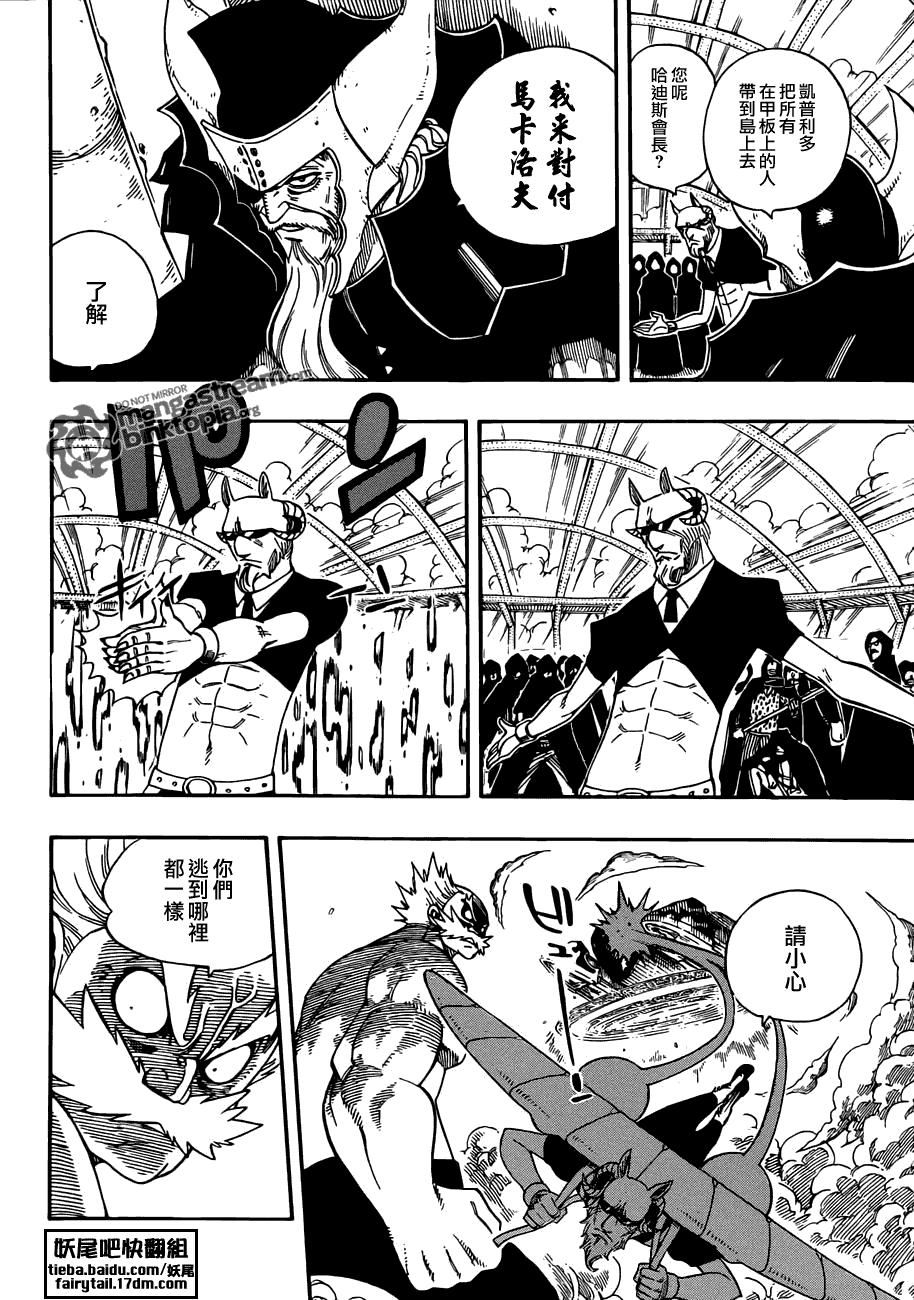 凱普利多
把所有
在甲板上的人
帶到島上去
您呢
哈迪斯會長?
我来對付
馬卡洛夫
了解
DO NOT MIRROR
mangastream.com
binktopia.org
パン
請小心
你們
逃到哪裡
都一樣
妖尾吧快翻組
tieba.baidu.com/妖尾
fairytail.17dm.com